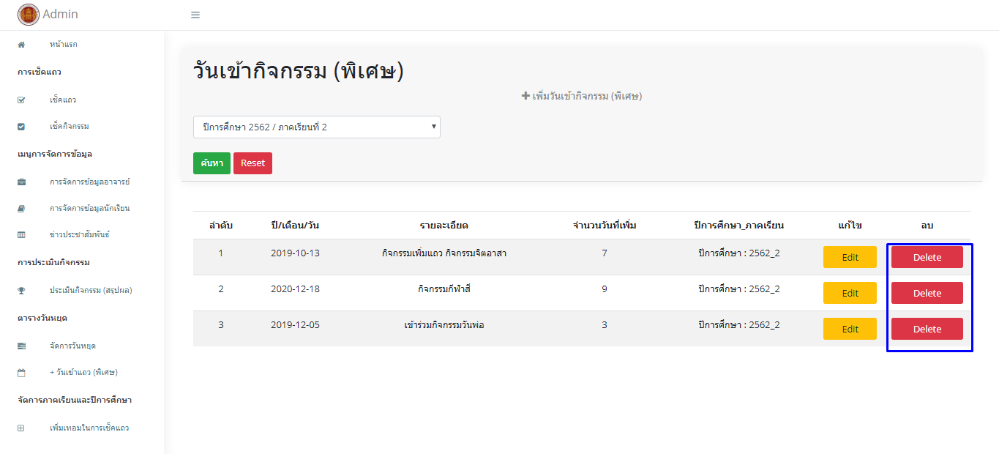 Admin
หน้าแรก
การเช็คแถว
เช็คแถว
เช็คกิจกรรม
เมนูการจัดการข้อมูล
การจัดการข้อมูลอาจารย์
การจัดการข้อมูลนักเรียน
ข่าวประชาสัมพันธ์
การประเมินกิจกรรม
ประเมินกิจกรรม (สรุปผล)
ตารางวันหยุด
จัดการวันหยุด
+ วันเข้าแถว (พิเศษ)
จัดการภาคเรียนและปีการศึกษา
เพิ่มเทอมในการเช็คแถว
วันเข้ากิจกรรม (พิเศษ)
เพิ่มวันเข้ากิจกรรม (พิเศษ)
ปีการศึกษา 2562 / ภาคเรียนที่ 2
ค้นหา Reset
ลำดับ ปี/เดือน/วัน รายละเอียด จำนวนวันที่เพิ่ม ปีการศึกษา_ภาคเรียน แก้ไข ลบ
1 2019-10-13 กิจกรรมเพิ่มแถว กิจกรรมจิตอาสา 7 ปีการศึกษา : 2562_2 Edit Delete
2 2020-12-18 กิจกรรมกีฬาสี 9 ปีการศึกษา : 2562_2 Edit Delete
3 2019-12-05 เข้าร่วมกิจกรรมวันพ่อ 3 ปีการศึกษา : 2562_2 Edit Delete